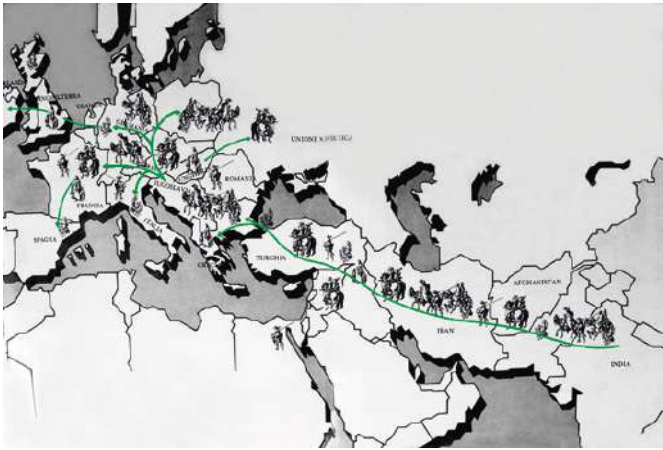 INGHILTERRA
UNIONE SOVIETICA
JUGOSLAVIA
ROMANIA
FRANCIA
SPAGNA
ITALIA
TURCHIA
AFGHANISTAN
IRAN
INDIA